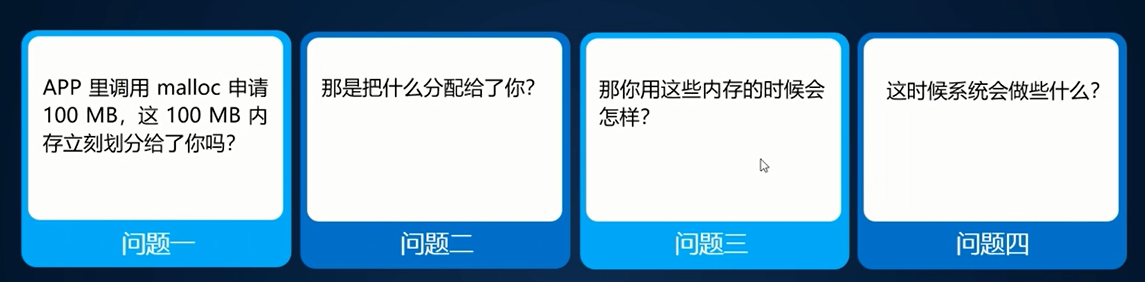 APP 里调用 malloc 申请
100 MB，这 100 MB 内
存立刻划分给了你吗？
问题一
那是把什么分配给了你？
问题二
那你用这些内存的时候会
怎样？
问题三
这时候系统会做些什么？
问题四